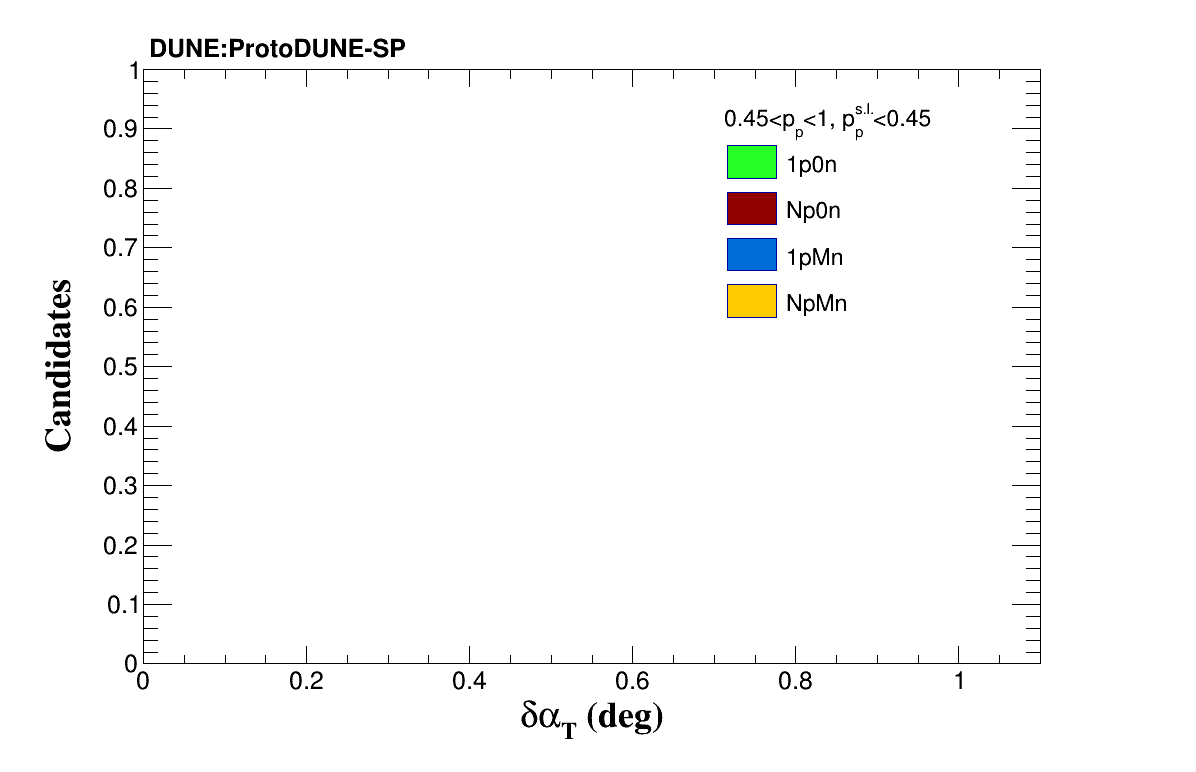 DUNE:ProtoDUNE-SP
1
0.9
0.8
0.7
0.6
0.5
0.4
0.3
0.2
0.1
0
Candidates
0.45<p_p<1, p_p^s.l.<0.45
1p0n
Np0n
1pMn
NpMn
0 0.2 0.4 0.6 0.8 1
δα_T (deg)